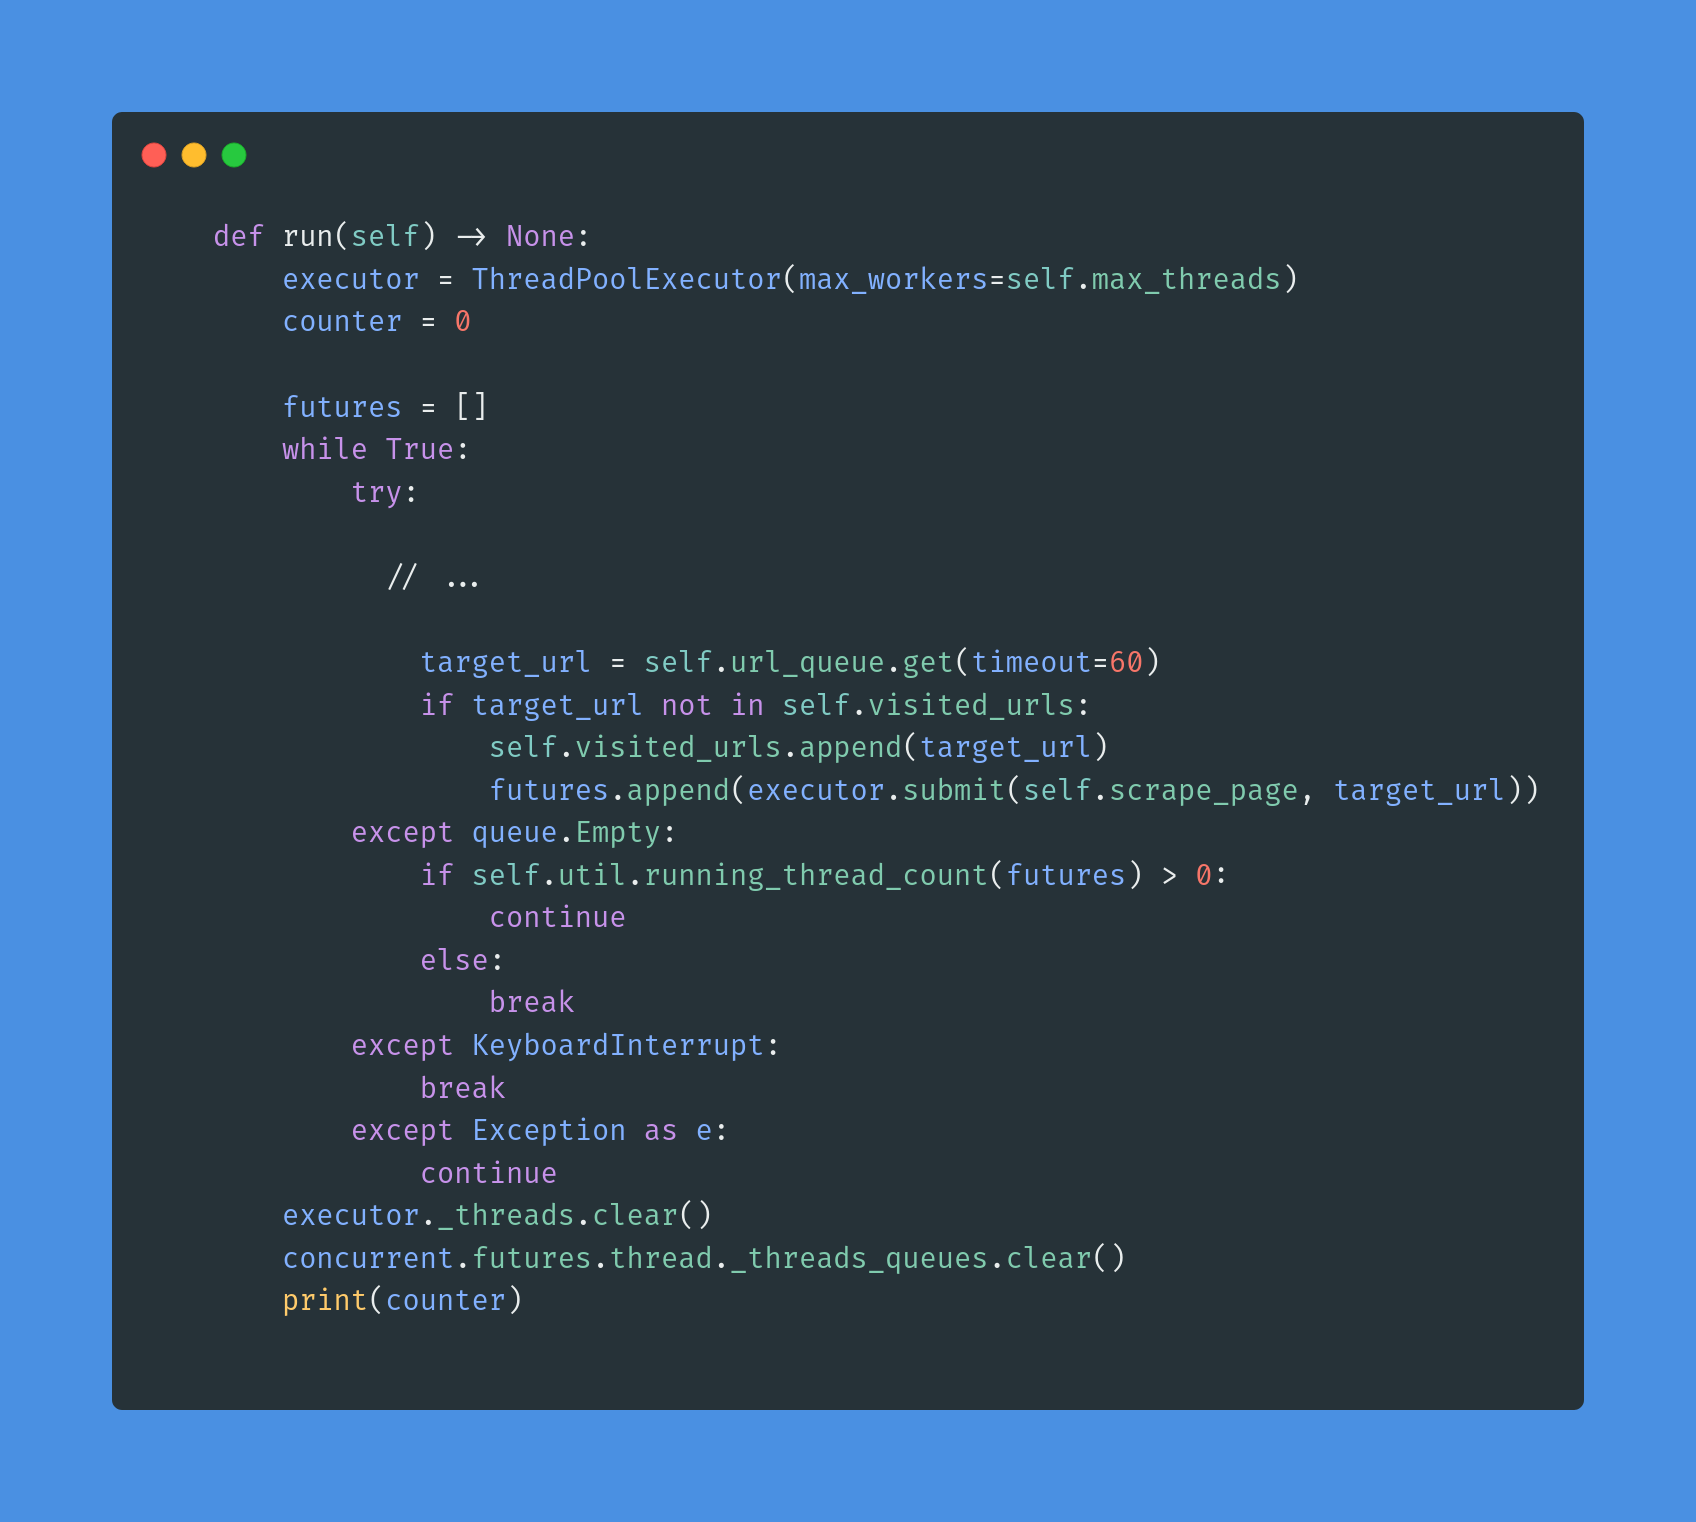 def run(self) -> None:
    executor = ThreadPoolExecutor(max_workers=self.max_threads)
    counter = 0

    futures = []
    while True:
        try:

          // ...

            target_url = self.url_queue.get(timeout=60)
            if target_url not in self.visited_urls:
                self.visited_urls.append(target_url)
                futures.append(executor.submit(self.scrape_page, target_url))
        except queue.Empty:
            if self.util.running_thread_count(futures) > 0:
                continue
            else:
                break
        except KeyboardInterrupt:
            break
        except Exception as e:
            continue
    executor._threads.clear()
    concurrent.futures.thread._threads_queues.clear()
    print(counter)